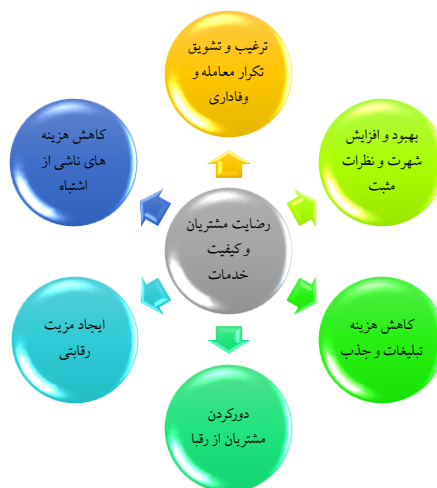 ترغیب و تشویق
تکرار معامله و
وفاداری
بهبود و افزایش
شهرت و نظرات
مثبت
کاهش هزینه
تبلیغات و جذب
دورکردن
مشتریان از رقبا
ایجاد مزیت
رقابتی
کاهش هزینه
های ناشی از
اشتباه
رضایت مشتریان
و کیفیت
خدمات